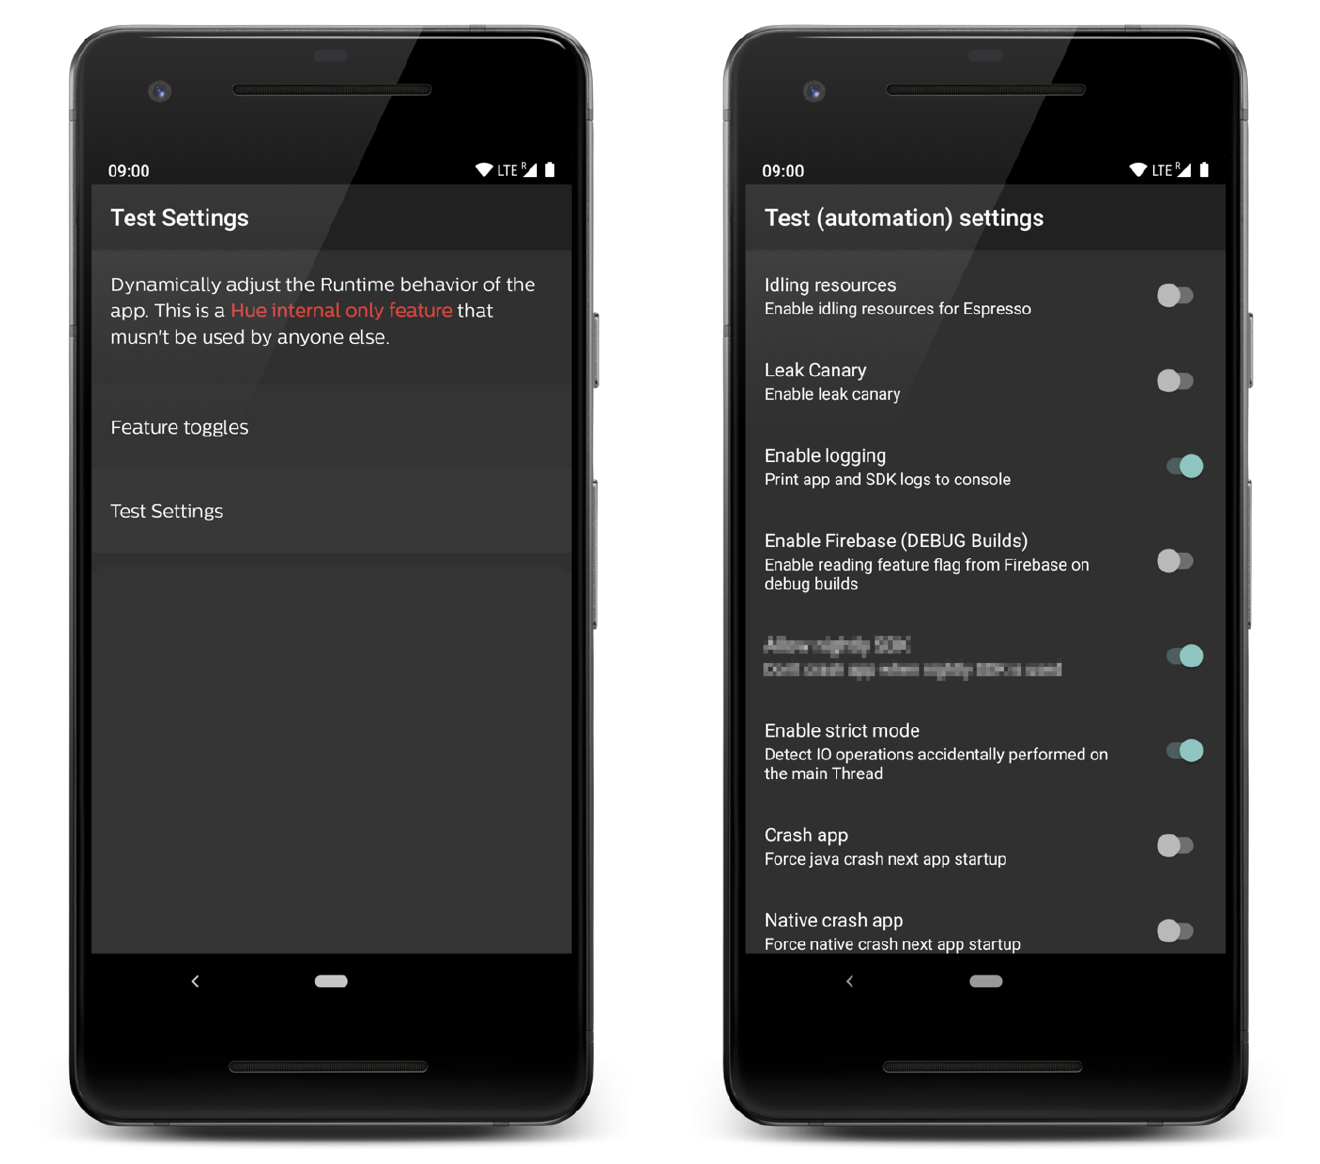 09:00
LTE R
Test Settings
Dynamically adjust the Runtime behavior of the
app. This is a Hue internal only feature that
musn't be used by anyone else.
Feature toggles
Test Settings
09:00
LTE R
Test (automation) settings
Idling resources
Enable idling resources for Espresso
Leak Canary
Enable leak canary
Enable logging
Print app and SDK logs to console
Enable Firebase (DEBUG Builds)
Enable reading feature flag from Firebase on
debug builds
Enable strict mode
Detect IO operations accidentally performed on
the main Thread
Crash app
Force java crash next app startup
Native crash app
Force native crash next app startup